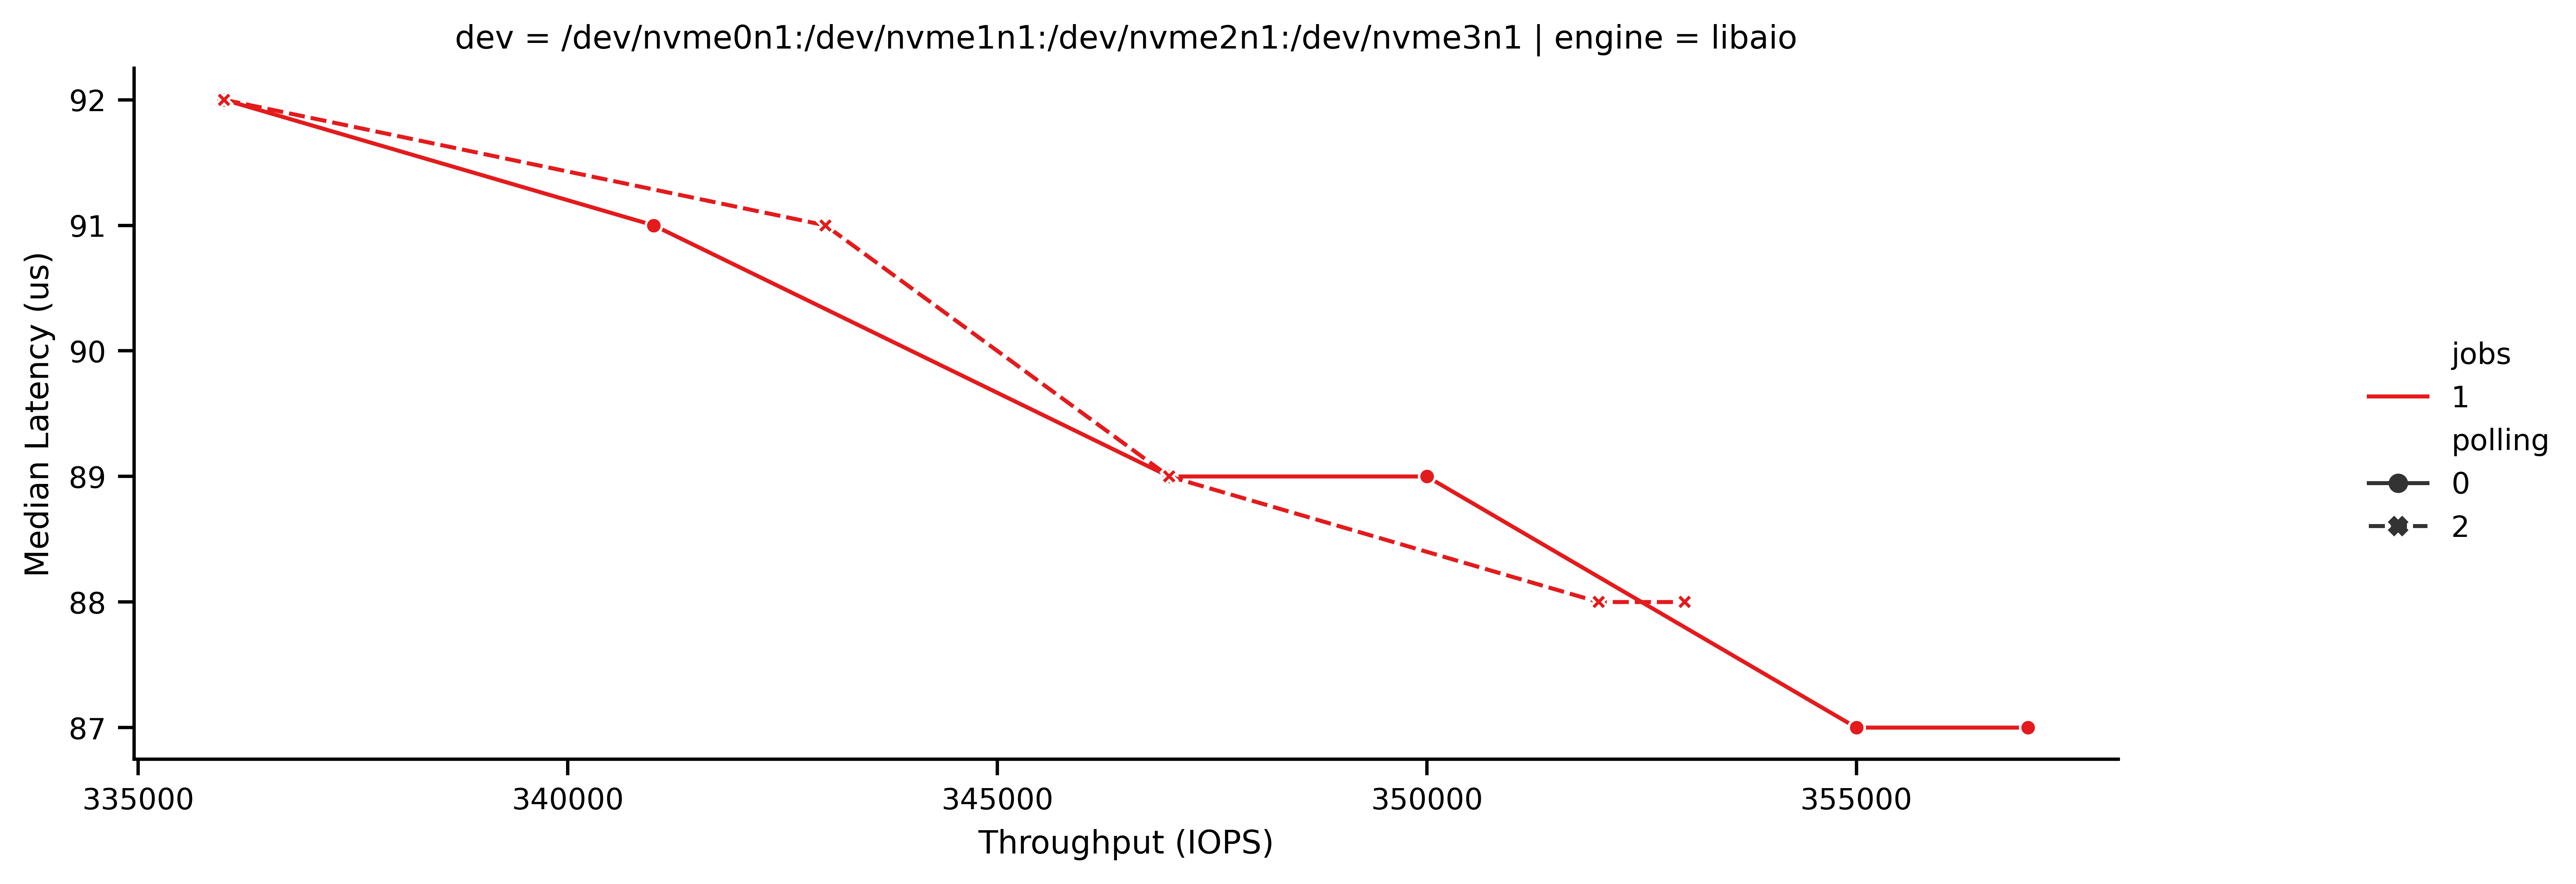 dev = /dev/nvme0n1:/dev/nvme1n1:/dev/nvme2n1:/dev/nvme3n1 | engine = libaio
Median Latency (us)
92
91
90
89
88
87
335000 340000 345000 350000 355000
Throughput (IOPS)
jobs
1
polling
0
2